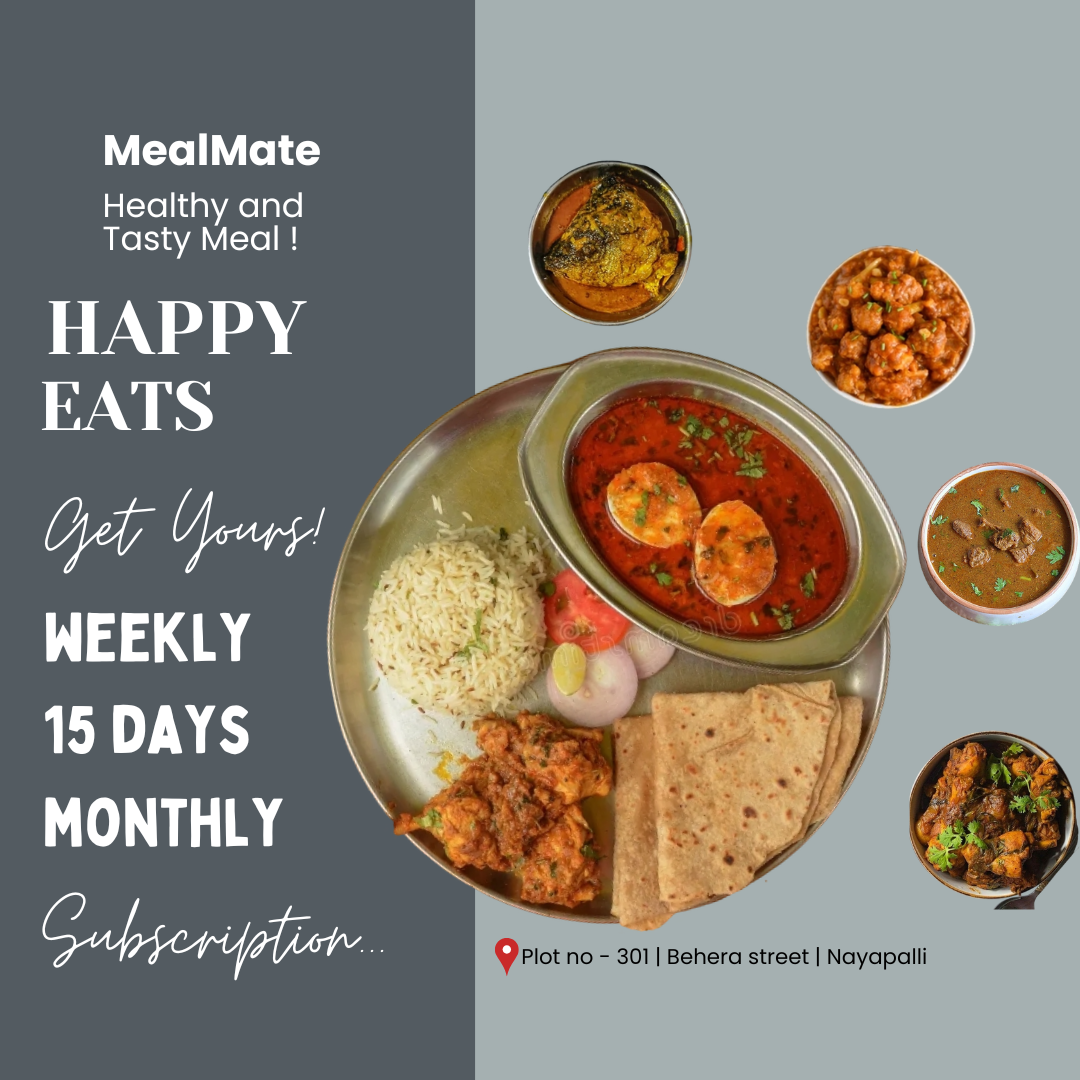 MealMate
Healthy and
Tasty Meal !
HAPPY
EATS
Get Yours!
WEEKLY
15 DAYS
MONTHLY
Subscription...
Plot no - 301 | Behera street | Nayapalli